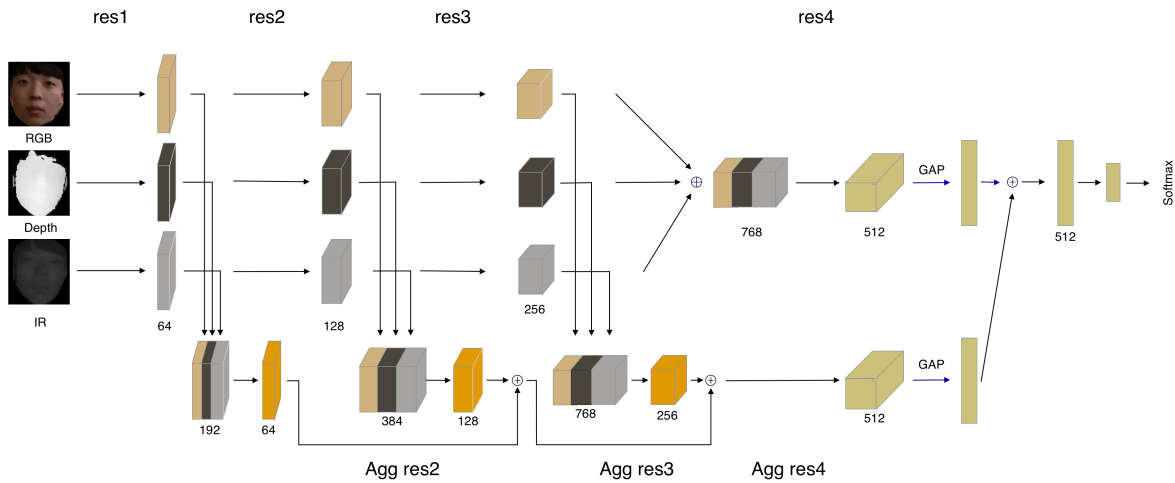 res1 res2 res3 res4
RGB
Depth
IR
64 128 256
768 512 GAP 512
Softmax
192 64 384 128 768 256 512 GAP
Agg res2 Agg res3 Agg res4